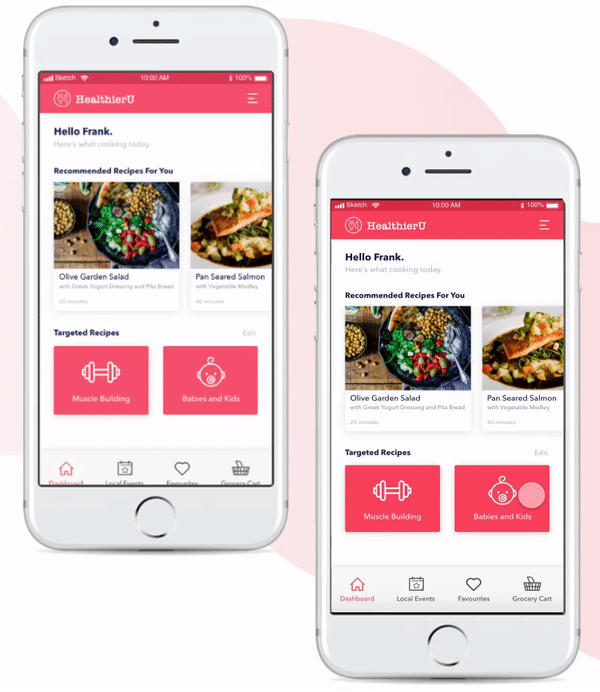 Sketch 10:00 AM 100%
HealthierU
Hello Frank.
Here's what cooking today.
Recommended Recipes For You
Olive Garden Salad
with Greek Yogurt Dressing and Pita Bread
20 minutes
Pan Seared Salmon
with Vegetable Medley
40 minutes
Targeted Recipes Edit
Muscle Building
Babies and Kids
Dashboard Local Events Favourites Grocery Cart
Sketch 10:00 AM 100%
HealthierU
Hello Frank.
Here's what cooking today.
Recommended Recipes For You
Olive Garden Salad
with Greek Yogurt Dressing and Pita Bread
20 minutes
Pan Seared Salmon
with Vegetable Medley
40 minutes
Targeted Recipes Edit
Muscle Building
Babies and Kids
Dashboard Local Events Favourites Grocery Cart